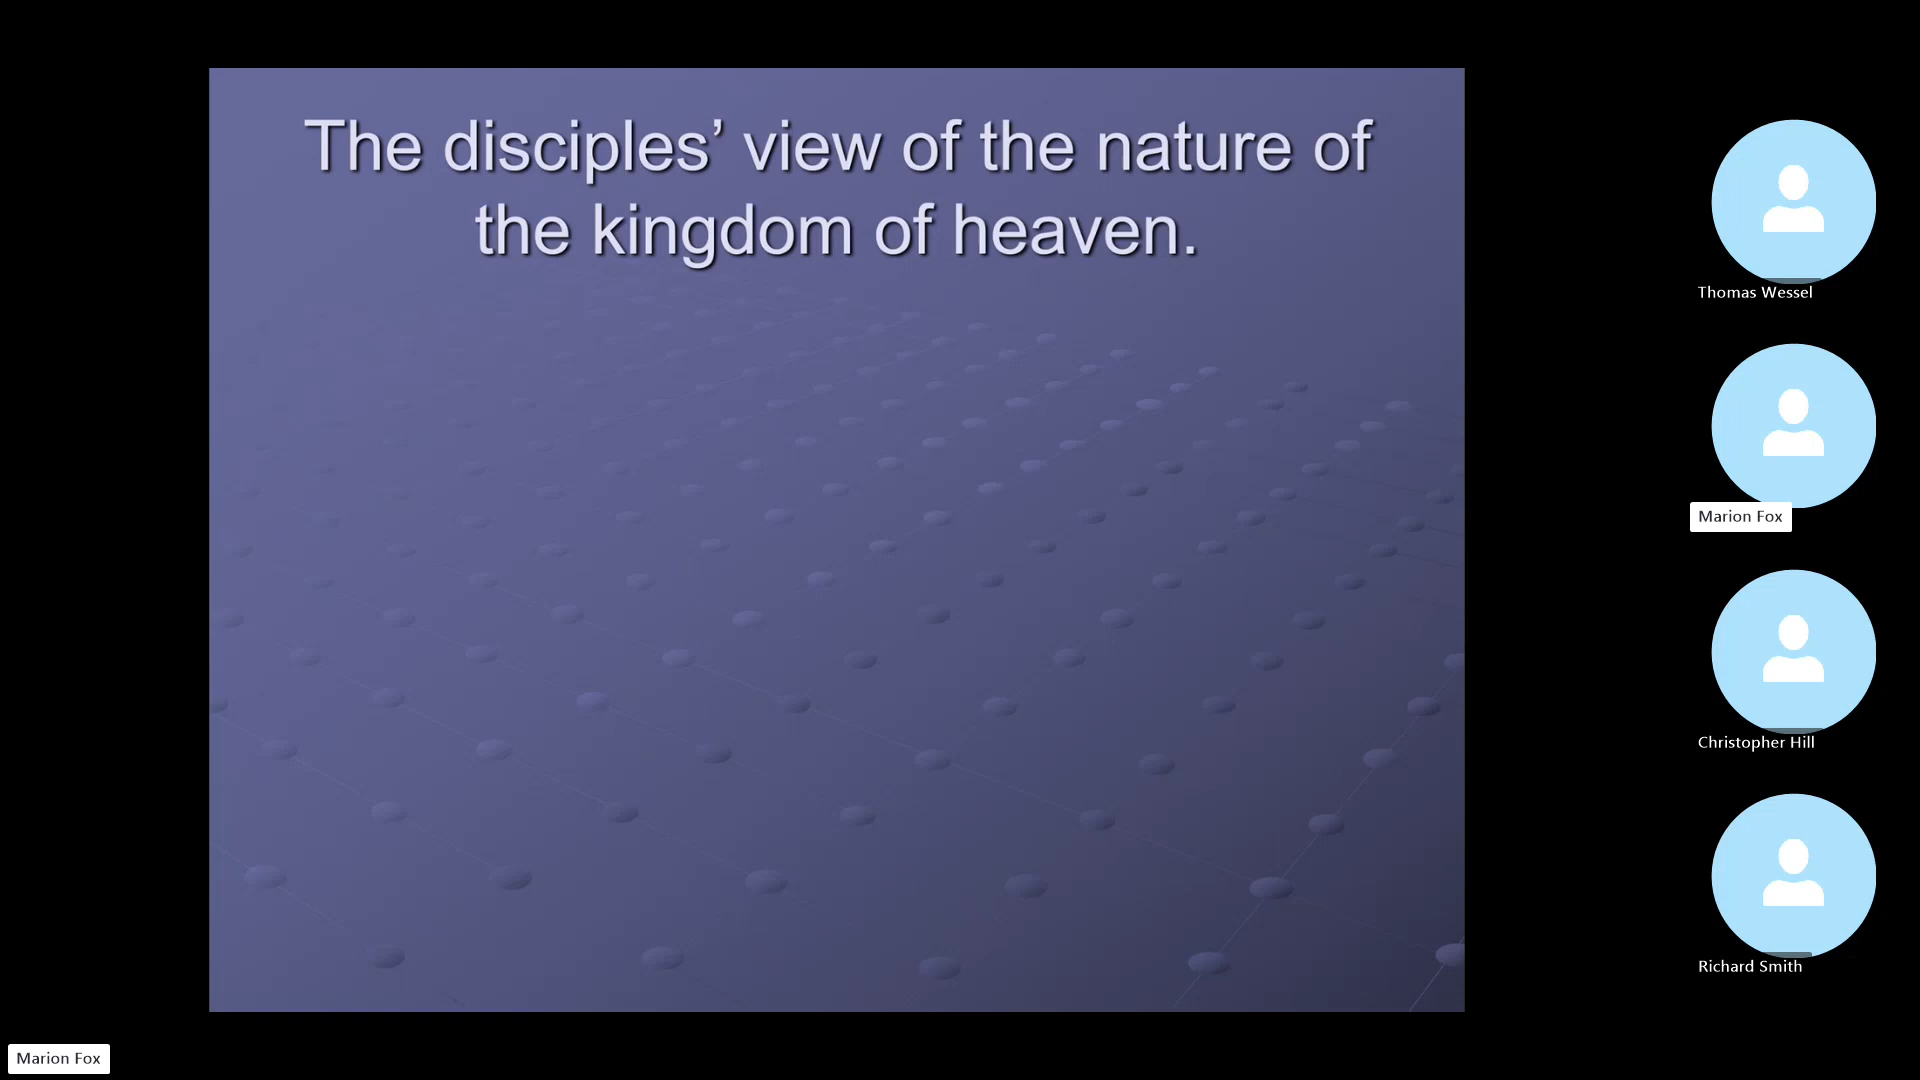 The disciples’ view of the nature of
the kingdom of heaven.
Thomas Wessel
Marion Fox
Christopher Hill
Richard Smith
Marion Fox